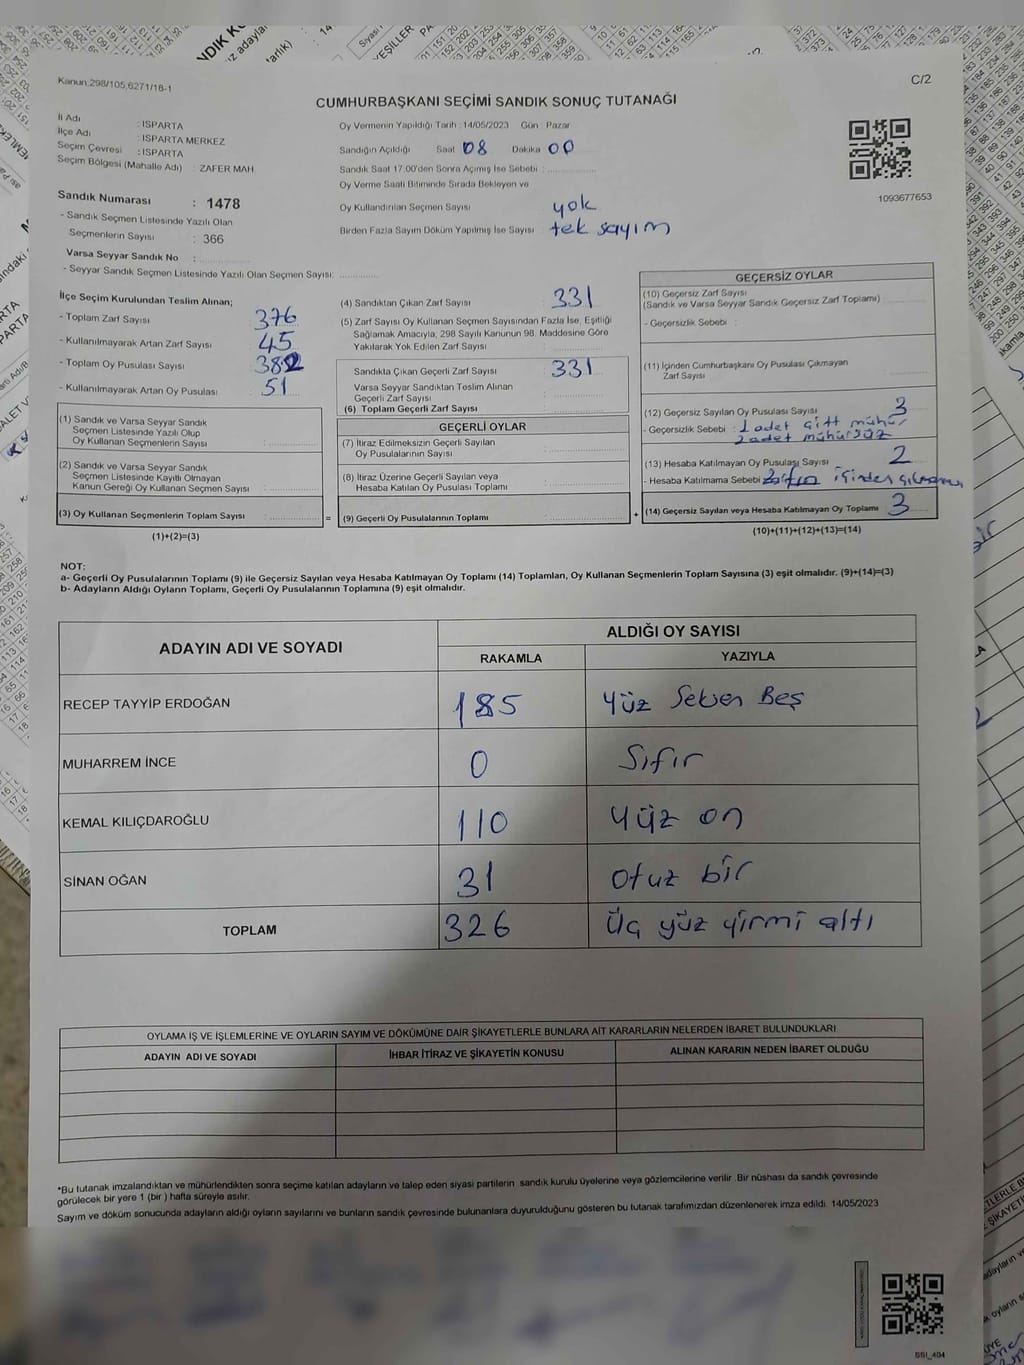 Kanun:298/105,6271/18-1
C/2
CUMHURBAŞKANI SEÇİMİ SANDIK SONUÇ TUTANAĞI
İl Adı : ISPARTA
İlçe Adı : ISPARTA MERKEZ
Seçim Çevresi : ISPARTA
Seçim Bölgesi (Mahalle Adı) : ZAFER MAH
Oy Vermenin Yapıldığı Tarih : 14/05/2023 Gün : Pazar
Sandığın Açıldığı Saat 08 Dakika 00
Sandık Saat 17:00'den Sonra Açımış İse Sebebi :
Oy Verme Saati Bitiminde Sırada Bekleyen ve
Oy Kullandırılan Seçmen Sayısı yok
Birden Fazla Sayım Döküm Yapılmış İse Sayısı : tek sayım
1093677653
Sandık Numarası : 1478
- Sandık Seçmen Listesinde Yazılı Olan
Seçmenlerin Sayısı : 366
Varsa Seyyar Sandık No :
- Seyyar Sandık Seçmen Listesinde Yazılı Olan Seçmen Sayısı:
İlçe Seçim Kurulundan Teslim Alınan;
- Toplam Zarf Sayısı 376
- Kullanılmayarak Artan Zarf Sayısı 45
- Toplam Oy Pusulası Sayısı 382
- Kullanılmayarak Artan Oy Pusulası 51
(1) Sandık ve Varsa Seyyar Sandık
Seçmen Listesinde Yazılı Olup
Oy Kullanan Seçmenlerin Sayısı
(2) Sandık ve Varsa Seyyar Sandık
Seçmen Listesinde Kayıtlı Olmayan
Kanun Gereği Oy Kullanan Seçmen Sayısı
(3) Oy Kullanan Seçmenlerin Toplam Sayısı =
(1)+(2)=(3)
(4) Sandıktan Çıkan Zarf Sayısı 331
(5) Zarf Sayısı Oy Kullanan Seçmen Sayısından Fazla İse, Eşitliği
Sağlamak Amacıyla, 298 Sayılı Kanunun 98. Maddesine Göre
Yakılarak Yok Edilen Zarf Sayısı
Sandıkta Çıkan Geçerli Zarf Sayısı 331
Varsa Seyyar Sandıktan Teslim Alınan
Geçerli Zarf Sayısı
(6) Toplam Geçerli Zarf Sayısı
GEÇERLİ OYLAR
(7) İtiraz Edilmeksizin Geçerli Sayılan
Oy Pusulalarının Sayısı
(8) İtiraz Üzerine Geçerli Sayılan veya
Hesaba Katılan Oy Pusulası Toplamı
(9) Geçerli Oy Pusulalarının Toplamı +
GEÇERSİZ OYLAR
(10) Geçersiz Zarf Sayısı
(Sandık ve Varsa Seyyar Sandık Geçersiz Zarf Toplamı)
- Geçersizlik Sebebi :
(11) İçinden Cumhurbaşkanı Oy Pusulası Çıkmayan
Zarf Sayısı
(12) Geçersiz Sayılan Oy Pusulası Sayısı 3
- Geçersizlik Sebebi : 1 adet çift mühür
2 adet mühürsüz
(13) Hesaba Katılmayan Oy Pusulası Sayısı 2
- Hesaba Katılmama Sebebi içinden
(14) Geçersiz Sayılan veya Hesaba Katılmayan Oy Toplamı 3
(10)+(11)+(12)+(13)=(14)
NOT:
a- Geçerli Oy Pusulalarının Toplamı (9) ile Geçersiz Sayılan veya Hesaba Katılmayan Oy Toplamı (14) Toplamları, Oy Kullanan Seçmenlerin Toplam Sayısına (3) eşit olmalıdır. (9)+(14)=(3)
b- Adayların Aldığı Oyların Toplamı, Geçerli Oy Pusulalarının Toplamına (9) eşit olmalıdır.
ADAYIN ADI VE SOYADI
ALDIĞI OY SAYISI
RAKAMLA YAZIYLA
RECEP TAYYİP ERDOĞAN 185 Yüz Seksen Beş
MUHARREM İNCE 0 Sıfır
KEMAL KILIÇDAROĞLU 110 Yüz on
SİNAN OĞAN 31 Otuz bir
TOPLAM 326 Üç yüz yirmi altı
OYLAMA İŞ VE İŞLEMLERİNE VE OYLARIN SAYIM VE DÖKÜMÜNE DAİR ŞİKAYETLERLE BUNLARA AİT KARARLARIN NELERDEN İBARET BULUNDUKLARI
ADAYIN ADI VE SOYADI İHBAR İTİRAZ VE ŞİKAYETİN KONUSU ALINAN KARARIN NEDEN İBARET OLDUĞU
*Bu tutanak imzalandıktan ve mühürlendikten sonra seçime katılan adayların ve talep eden siyasi partilerin sandık kurulu üyelerine veya gözlemcilerine verilir. Bir nüshası da sandık çevresinde
görülecek bir yere 1 (bir ) hafta süreyle asılır.
Sayım ve döküm sonucunda adayların aldığı oyların sayılarını ve bunların sandık çevresinde bulunanlara duyurulduğunu gösteren bu tutanak tarafımızdan düzenlenerek imza edildi. 14/05/2023